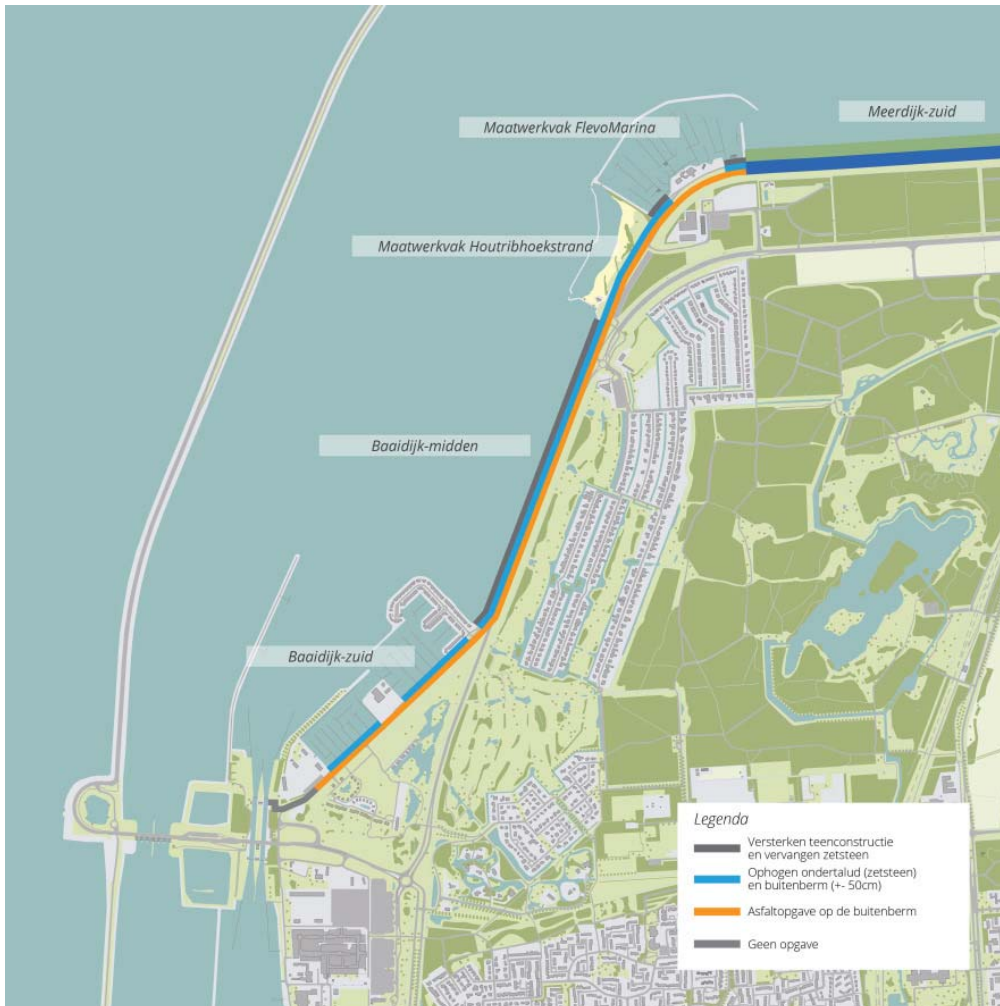 Meerdijk-zuid
Maatwerkvak FlevoMarina
Maatwerkvak Houtribhoekstrand
Baaidijk-midden
Baaidijk-zuid
Legenda
Versterken teenconstructie
en vervangen zetsteen
Ophogen ondertalud (zetsteen)
en buitenberm (+- 50cm)
Asfaltopgave op de buitenberm
Geen opgave